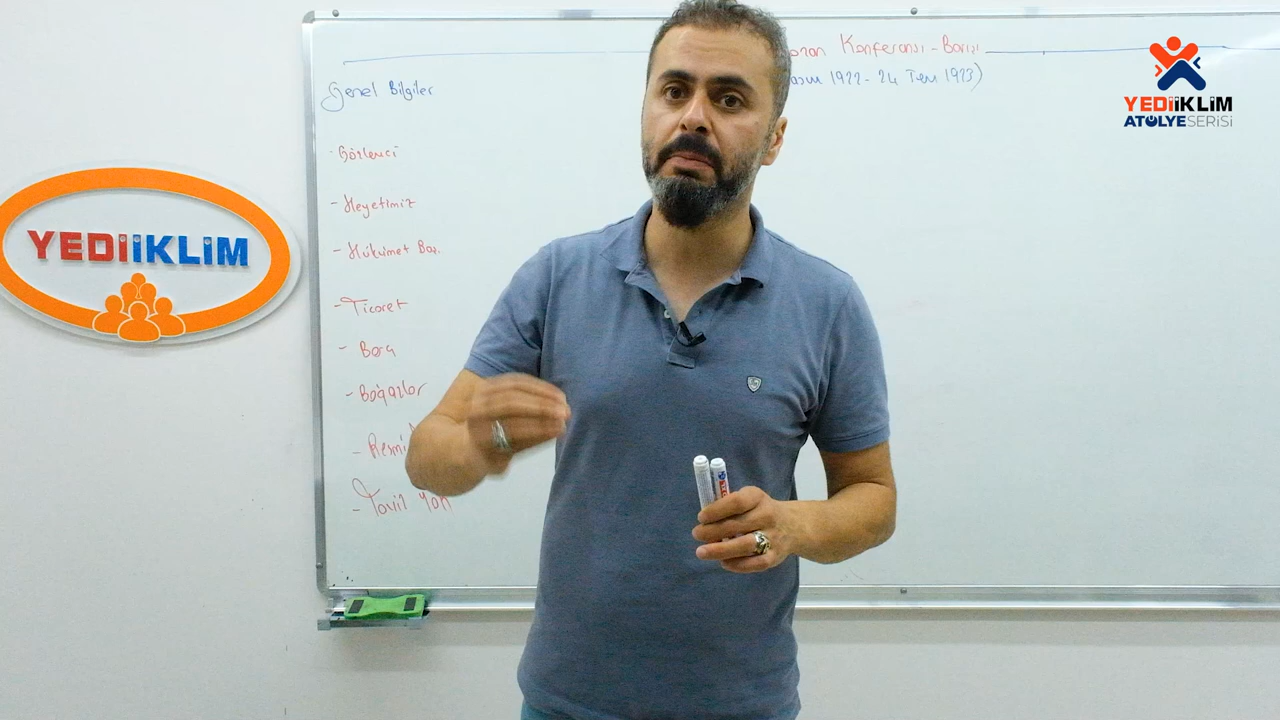 Konferansı - Barışı
1922 - 24 Tem 1923)
YEDİİKLİM
ATÖLYE SERİSİ
Genel Bilgiler
- Gözlemci
- Heyetimiz
- Hükümet Baş.
- Ticaret
- Borç
- Boğazlar
- Resmi
- Tavil
YEDİİKLİM